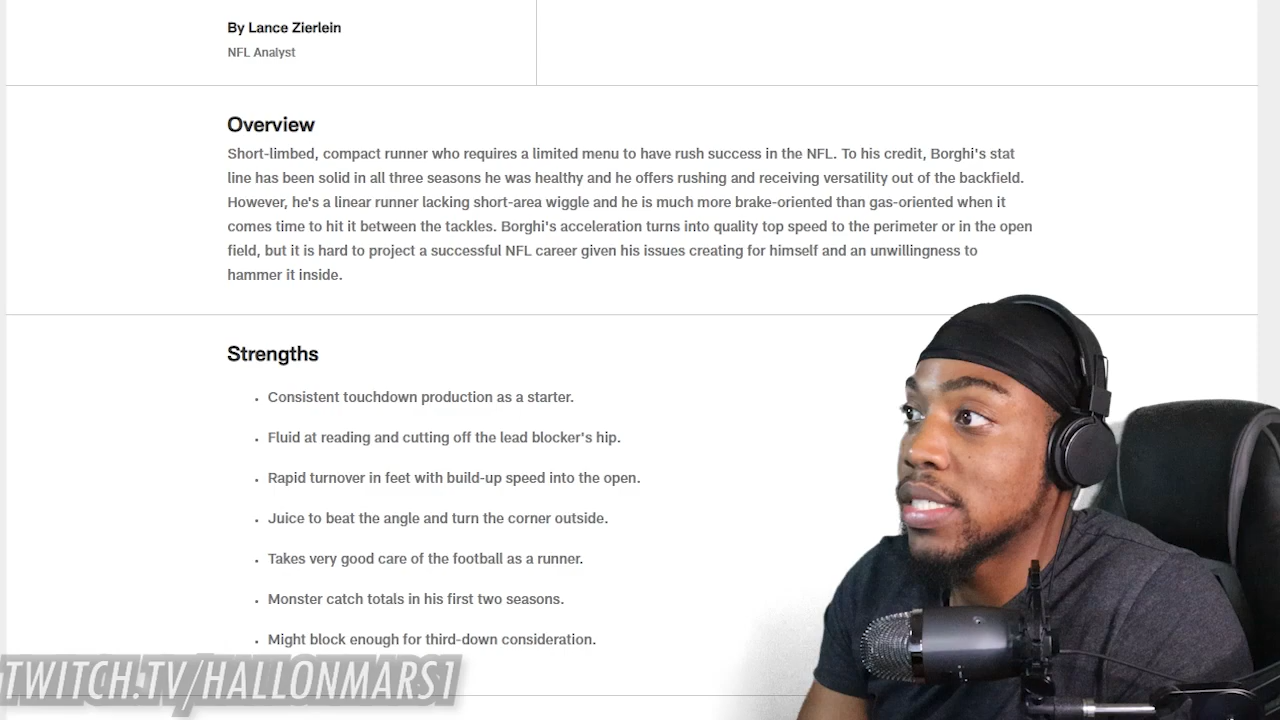 By Lance Zierlein
NFL Analyst
Overview
Short-limbed, compact runner who requires a limited menu to have rush success in the NFL. To his credit, Borghi's stat
line has been solid in all three seasons he was healthy and he offers rushing and receiving versatility out of the backfield.
However, he's a linear runner lacking short-area wiggle and he is much more brake-oriented than gas-oriented when it
comes time to hit it between the tackles. Borghi's acceleration turns into quality top speed to the perimeter or in the open
field, but it is hard to project a successful NFL career given his issues creating for himself and an unwillingness to
hammer it inside.
Strengths
• Consistent touchdown production as a starter.
• Fluid at reading and cutting off the lead blocker's hip.
• Rapid turnover in feet with build-up speed into the open.
• Juice to beat the angle and turn the corner outside.
• Takes very good care of the football as a runner.
• Monster catch totals in his first two seasons.
• Might block enough for third-down consideration.
TWITCH.TV/HALLONMARS1